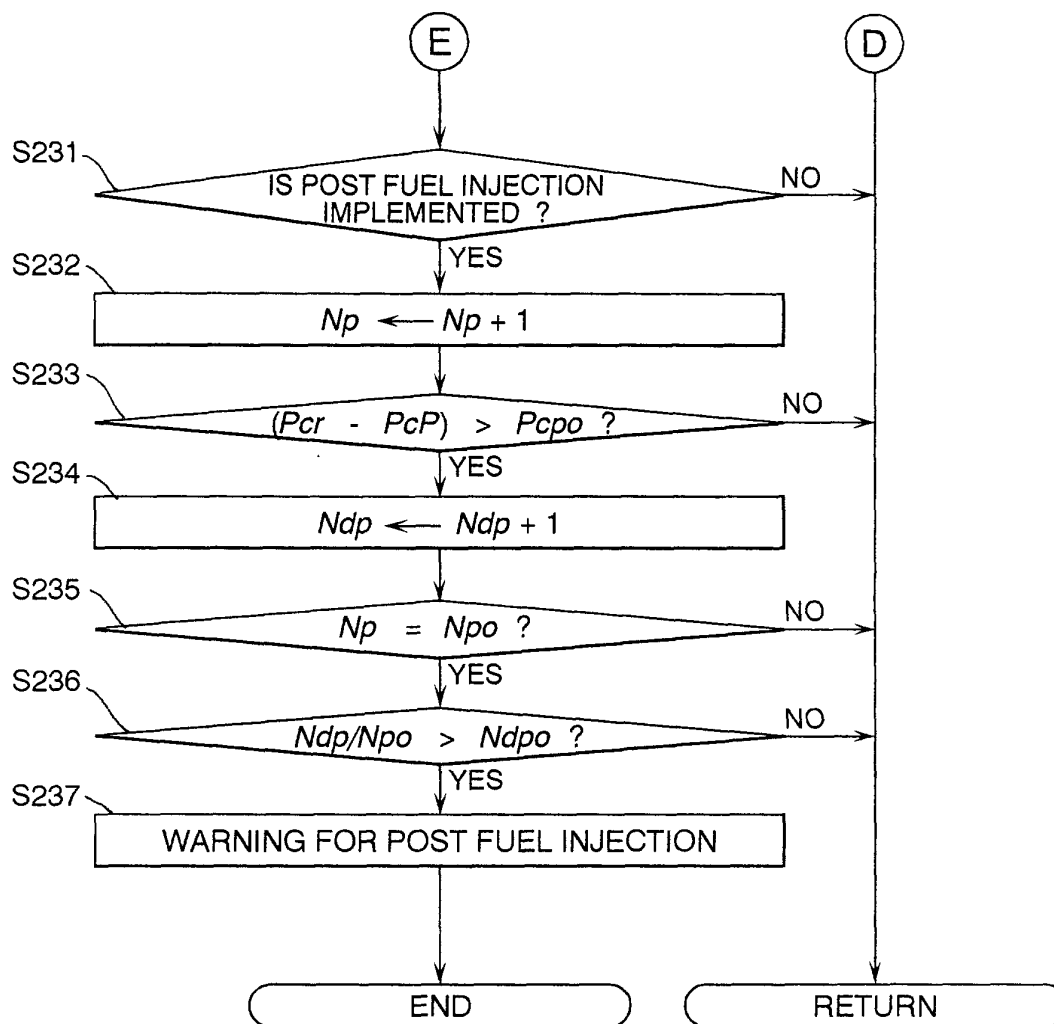 E
D
S231
IS POST FUEL INJECTION
IMPLEMENTED ?
NO
YES
S232
Np ← Np + 1
S233
(Pcr - PcP) > Pcpo ?
NO
YES
S234
Ndp ← Ndp + 1
S235
Np = Npo ?
NO
YES
S236
Ndp/Npo > Ndpo ?
NO
YES
S237
WARNING FOR POST FUEL INJECTION
END
RETURN